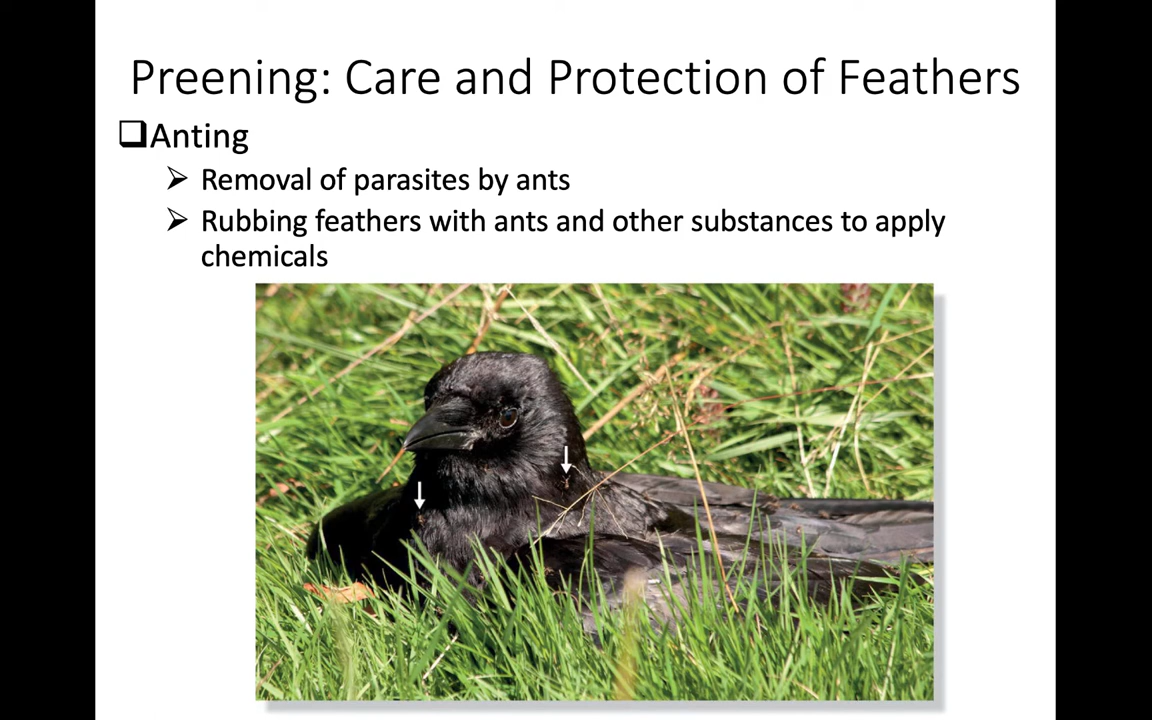 Preening: Care and Protection of Feathers
Anting
Removal of parasites by ants
Rubbing feathers with ants and other substances to apply
chemicals